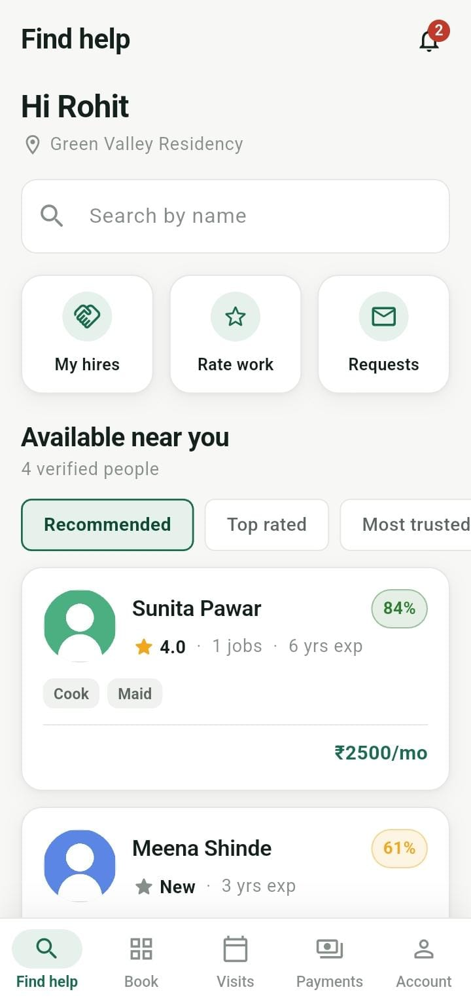 Find help
2
Hi Rohit
Green Valley Residency
Search by name
My hires
Rate work
Requests
Available near you
4 verified people
Recommended
Top rated
Most trusted
Sunita Pawar
84%
4.0 · 1 jobs · 6 yrs exp
Cook
Maid
₹2500/mo
Meena Shinde
61%
New · 3 yrs exp
Find help
Book
Visits
Payments
Account